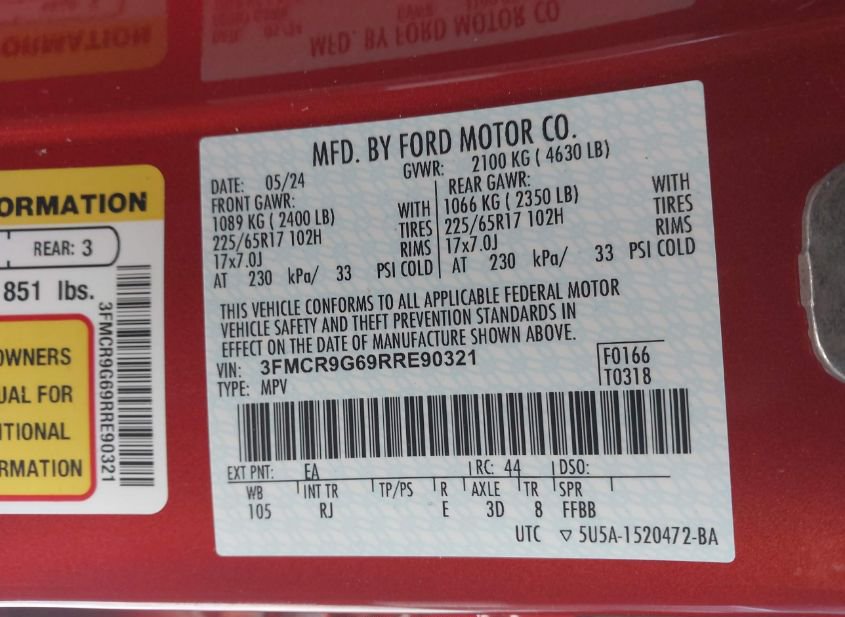 ORMATION
REAR: 3
851 lbs.
OWNERS
UAL FOR
ITIONAL
RMATION
3FMCR9G69RRE90321
MFD. BY FORD MOTOR CO.
GVWR: 2100 KG ( 4630 LB)
DATE: 05/24
FRONT GAWR:
1089 KG ( 2400 LB) WITH
225/65R17 102H TIRES
17x7.0J RIMS
AT 230 kPa/ 33 PSI COLD
REAR GAWR: WITH
1066 KG ( 2350 LB) TIRES
225/65R17 102H RIMS
17x7.0J
AT 230 kPa/ 33 PSI COLD
THIS VEHICLE CONFORMS TO ALL APPLICABLE FEDERAL MOTOR
VEHICLE SAFETY AND THEFT PREVENTION STANDARDS IN
EFFECT ON THE DATE OF MANUFACTURE SHOWN ABOVE.
VIN: 3FMCR9G69RRE90321
TYPE: MPV
F0166
T0318
EXT PNT: EA RC: 44 DSO:
WB INT TR TP/PS R AXLE TR SPR
105 RJ E 3D 8 FFBB
UTC ▽ 5U5A-1520472-BA